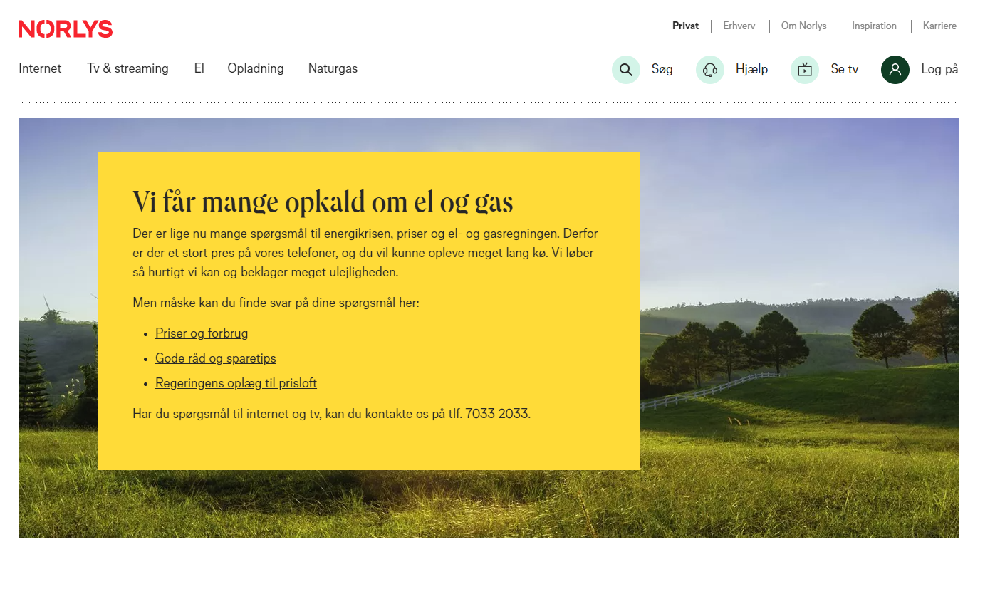 NORLYS
Privat
Erhverv
Om Norlys
Inspiration
Karriere
Internet
Tv & streaming
El
Opladning
Naturgas
Søg
Hjælp
Se tv
Log på
Vi får mange opkald om el og gas
Der er lige nu mange spørgsmål til energikrisen, priser og el- og gasregningen. Derfor
er der et stort pres på vores telefoner, og du vil kunne opleve meget lang kø. Vi løber
så hurtigt vi kan og beklager meget ulejligheden.
Men måske kan du finde svar på dine spørgsmål her:
Priser og forbrug
Gode råd og sparetips
Regeringens oplæg til prisloft
Har du spørgsmål til internet og tv, kan du kontakte os på tlf. 7033 2033.